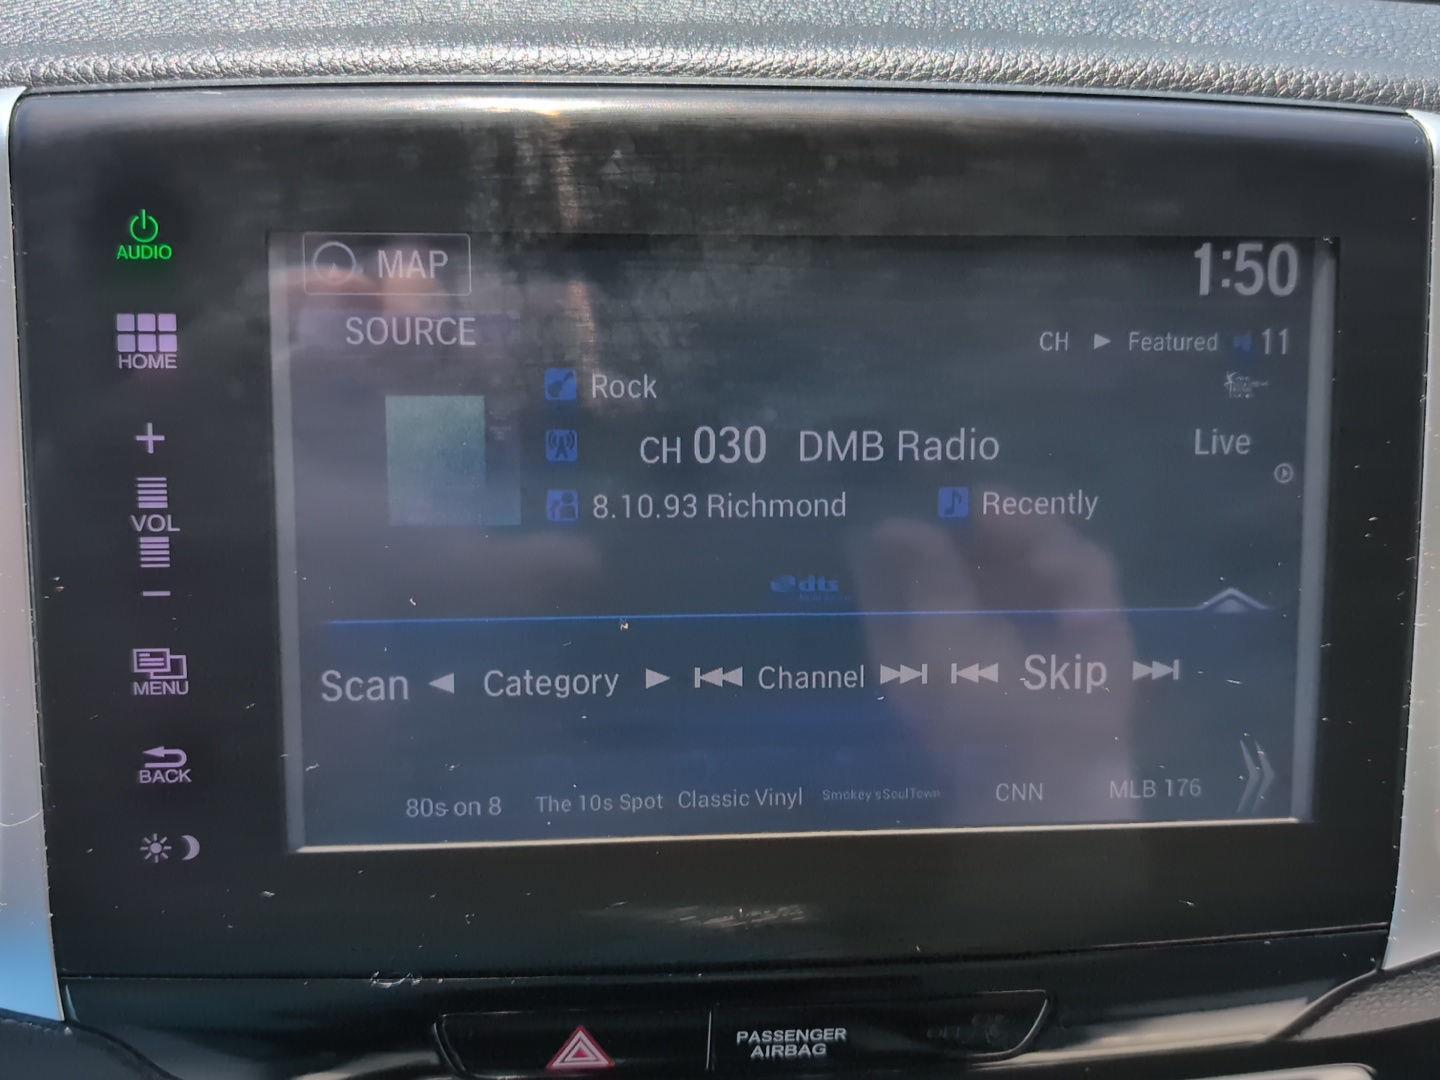 AUDIO
HOME
+
VOL
−
MENU
BACK
MAP
1:50
SOURCE
CH ▶ Featured 11
Rock
CH 030 DMB Radio
Live
8.10.93 Richmond
Recently
dts
Scan ◀ Category ▶ Channel Skip
80s on 8 The 10s Spot Classic Vinyl Smokey'sSoulTown CNN MLB 176
PASSENGER
AIRBAG